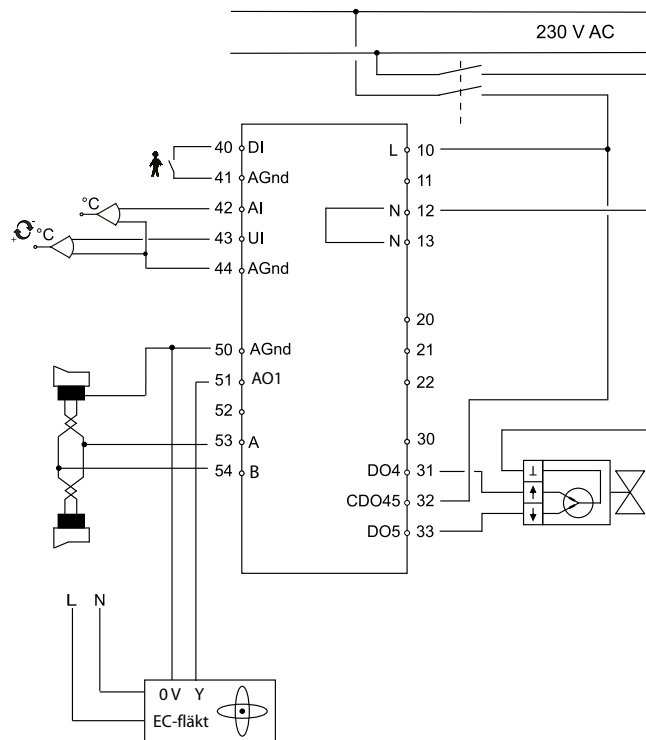 230 V AC
40 DI
41 AGnd
42 AI
43 UI
44 AGnd
50 AGnd
51 AO1
52
53 A
54 B
L 10
11
N 12
N 13
20
21
22
30
DO4 31
CDO45 32
DO5 33
°C
- °C
+
L N
0 V Y
EC-fläkt